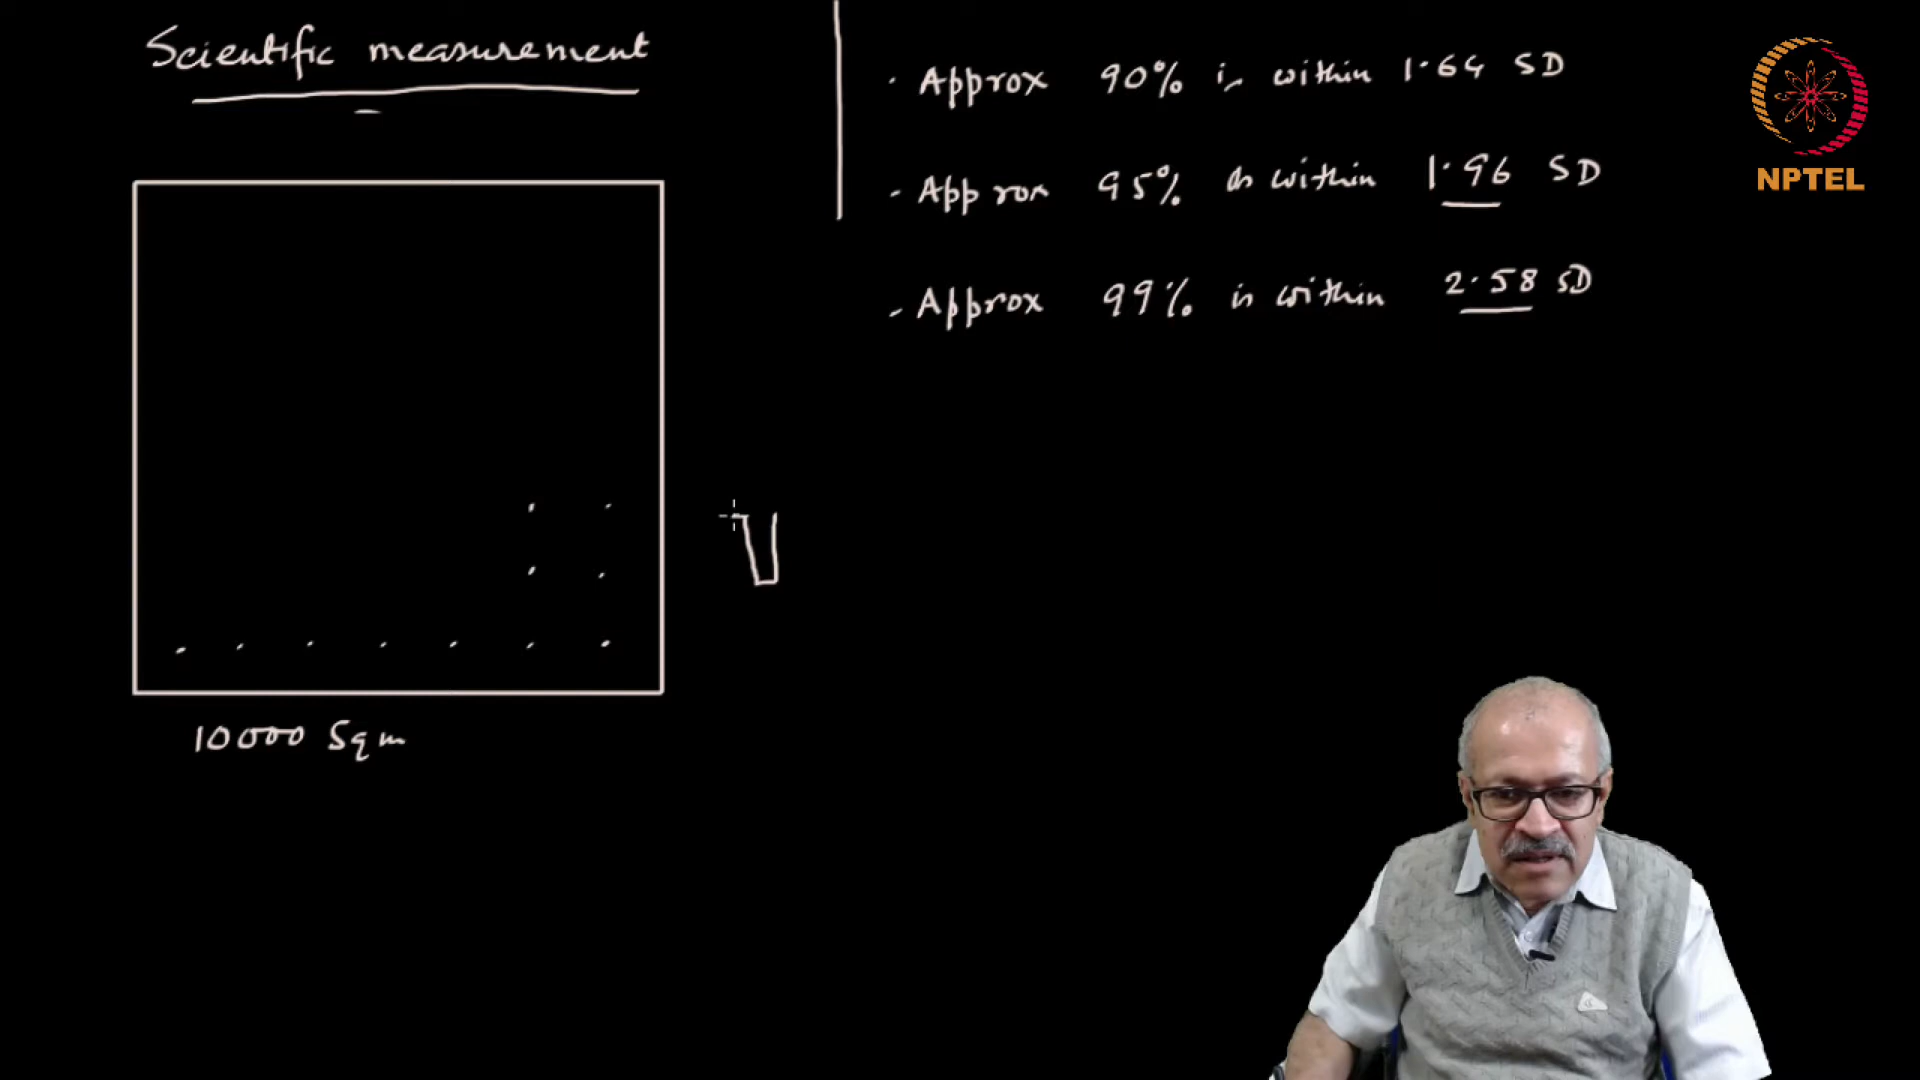 Scientific measurement
10000 Sqm
· Approx 90% is within 1.64 SD
- Approx 95% is within 1.96 SD
- Approx 99% is within 2.58 SD
NPTEL